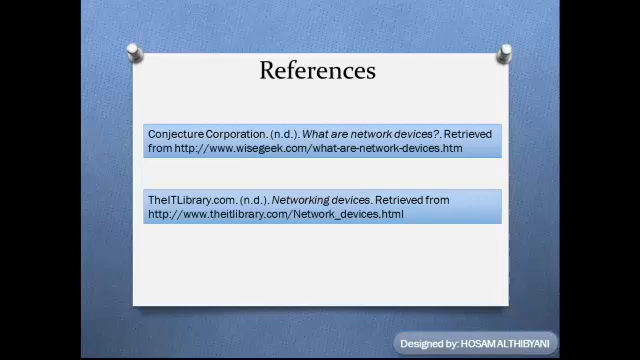 References
Conjecture Corporation. (n.d.). What are network devices?. Retrieved
from http://www.wisegeek.com/what-are-network-devices.htm
TheITLibrary.com. (n.d.). Networking devices. Retrieved from
http://www.theitlibrary.com/Network_devices.html
Designed by: HOSAM ALTHIBYANI